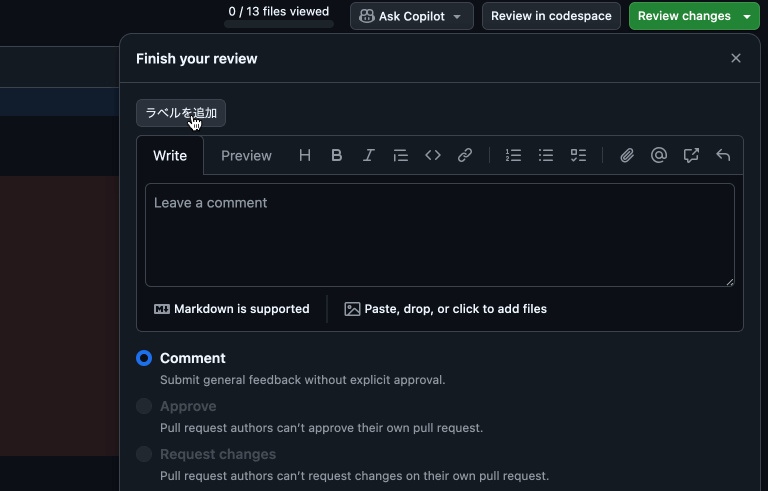 0 / 13 files viewed
Ask Copilot
Review in codespace
Review changes
Finish your review
ラベルを追加
Write
Preview
Leave a comment
Markdown is supported
Paste, drop, or click to add files
Comment
Submit general feedback without explicit approval.
Approve
Pull request authors can't approve their own pull request.
Request changes
Pull request authors can't request changes on their own pull request.